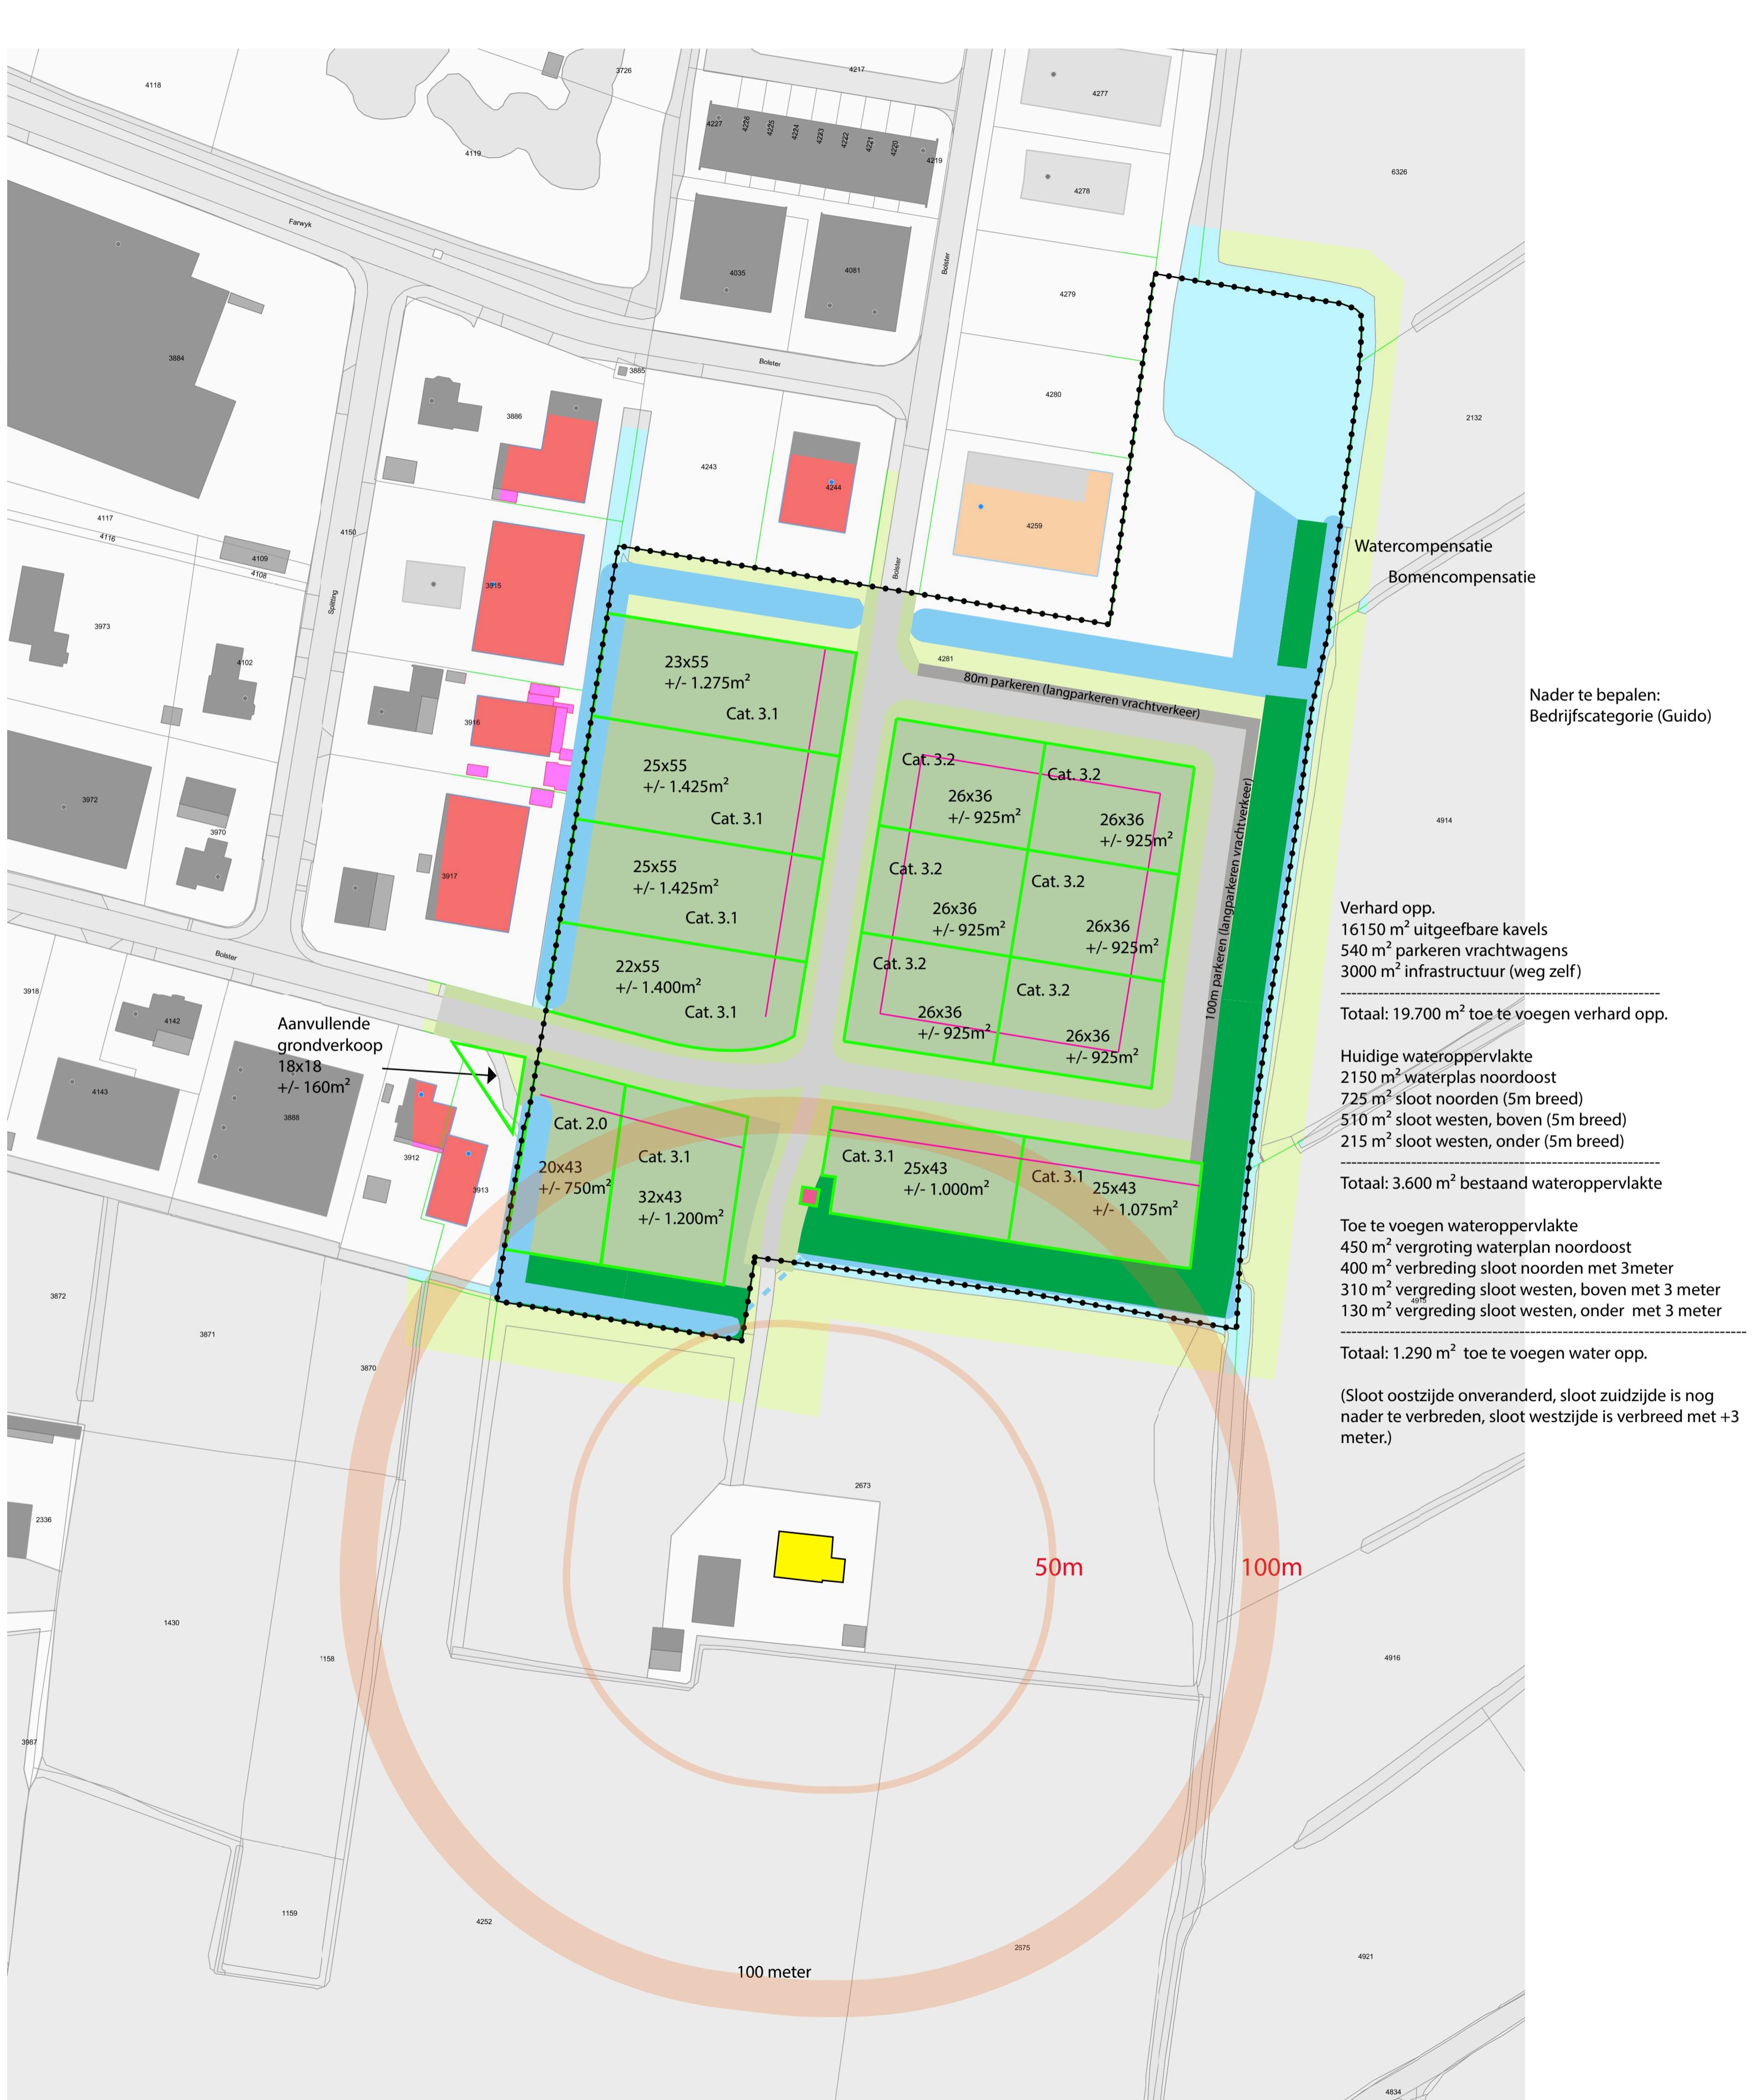 4118
3726
4217
4277
4119
4227
4226
4225
4224
4223
4222
4221
4220
4219
4278
6326
Farwyk
4035
4081
Bolster
4279
3884
Bolster
3885
4280
3886
4243
4244
2132
4117
4116
4109
4108
4150
4259
3915
Splitting
Bolster
Watercompensatie
Bomencompensatie
3973
4102
4281
23x55
+/- 1.275m²
Cat. 3.1
80m parkeren (langparkeren vrachtverkeer)
Nader te bepalen:
Bedrijfscategorie (Guido)
3916
3972
3970
25x55
+/- 1.425m²
Cat. 3.1
Cat. 3.2
Cat. 3.2
26x36
+/- 925m²
26x36
+/- 925m²
4914
3917
25x55
+/- 1.425m²
Cat. 3.1
Cat. 3.2
Cat. 3.2
26x36
+/- 925m²
26x36
+/- 925m²
100m parkeren (langparkeren vrachtverkeer)
Bolster
3918
22x55
+/- 1.400m²
Cat. 3.1
Cat. 3.2
Cat. 3.2
26x36
+/- 925m²
26x36
+/- 925m²
4142
4143
3888
Aanvullende
grondverkoop
18x18
+/- 160m²
3912
3913
Cat. 2.0
20x43
+/- 750m²
Cat. 3.1
32x43
+/- 1.200m²
Cat. 3.1
25x43
+/- 1.000m²
Cat. 3.1
25x43
+/- 1.075m²
Verhard opp.
16150 m² uitgeefbare kavels
540 m² parkeren vrachtwagens
3000 m² infrastructuur (weg zelf)
----------------------------------------------------------
Totaal: 19.700 m² toe te voegen verhard opp.
Huidige wateroppervlakte
2150 m² waterplas noordoost
725 m² sloot noorden (5m breed)
510 m² sloot westen, boven (5m breed)
215 m² sloot westen, onder (5m breed)
----------------------------------------------------------
Totaal: 3.600 m² bestaand wateroppervlakte
Toe te voegen wateroppervlakte
450 m² vergroting waterplan noordoost
400 m² verbreding sloot noorden met 3meter
310 m² vergreding sloot westen, boven met 3 meter
130 m² vergreding sloot westen, onder met 3 meter
--------------------------------------------------------------------------
Totaal: 1.290 m² toe te voegen water opp.
(Sloot oostzijde onveranderd, sloot zuidzijde is nog
nader te verbreden, sloot westzijde is verbreed met +3
meter.)
4915
3872
3871
3870
2673
2336
50m
100m
1430
1158
4916
3987
1159
4252
2675
4921
100 meter
4834